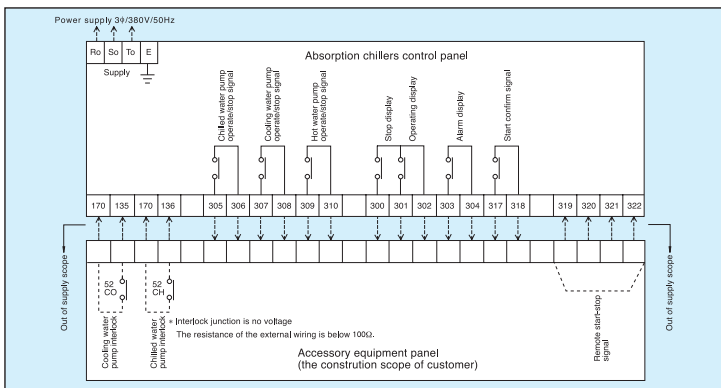 Power supply 3φ/380V/50Hz
Ro So To E
Supply
Absorption chillers control panel
Chilled water pump
operate/stop signal
Cooling water pump
operate/stop signal
Hot water pump
operate/stop signal
Stop display
Operating display
Alarm display
Start confirm signal
170 135 170 136 305 306 307 308 309 310 300 301 302 303 304 317 318 319 320 321 322
Out of supply scope
Out of supply scope
52
CO
52
CH
Cooling water
pump interlock
Chilled water
pump interlock
* Interlock junction is no voltage
The resistance of the external wiring is below 100Ω.
Remote start-stop
signal
Accessory equipment panel
(the constrution scope of customer)